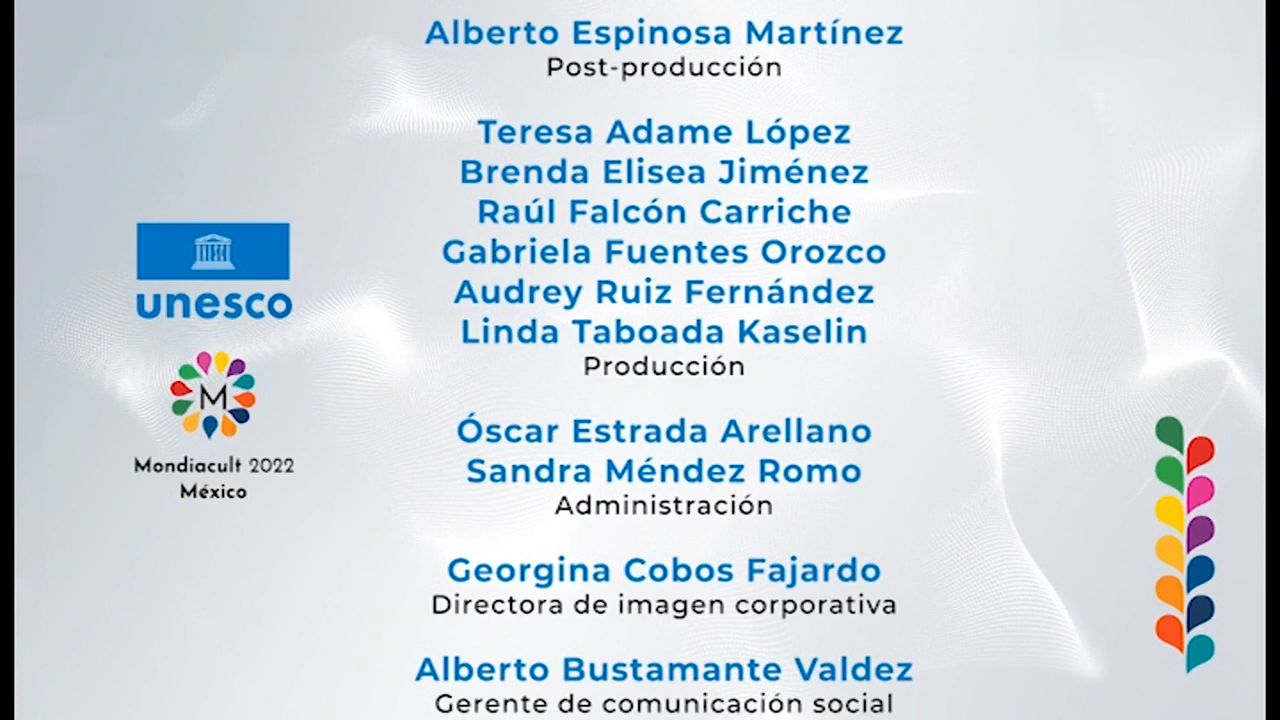 Alberto Espinosa Martínez
Post-producción
Teresa Adame López
Brenda Elisea Jiménez
Raúl Falcón Carriche
Gabriela Fuentes Orozco
Audrey Ruiz Fernández
Linda Taboada Kaselin
Producción
Óscar Estrada Arellano
Sandra Méndez Romo
Administración
Georgina Cobos Fajardo
Directora de imagen corporativa
Alberto Bustamante Valdez
Gerente de comunicación social
unesco
M
Mondiacult 2022
México